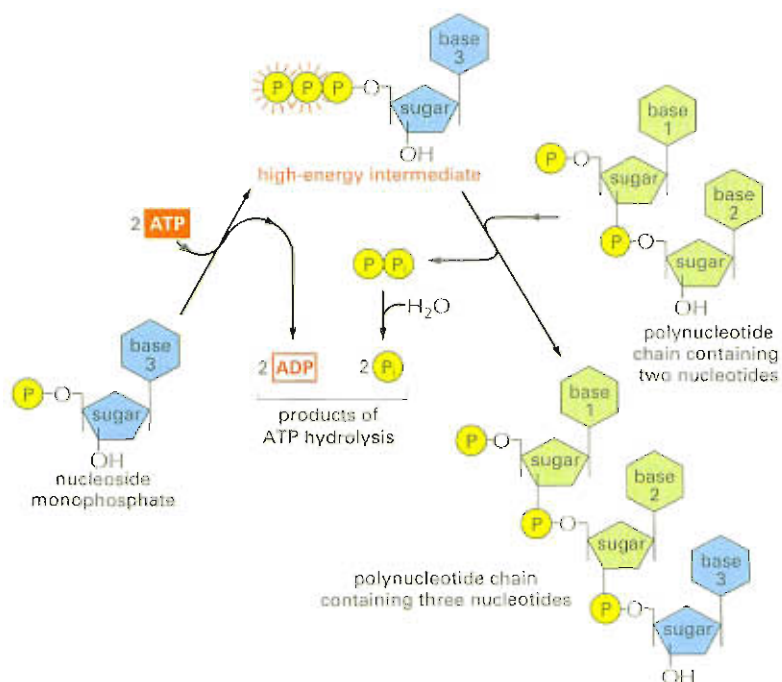 base
3
P P P O
sugar
OH
high-energy intermediate
base
1
P O
sugar
base
2
P O
sugar
OH
polynucleotide
chain containing
two nucleotides
2 ATP
P Pi
H2O
2 ADP 2 Pi
products of
ATP hydrolysis
base
3
P O
sugar
OH
nucleoside
monophosphate
base
1
P O
sugar
base
2
P O
sugar
base
3
P O
sugar
OH
polynucleotide chain
containing three nucleotides